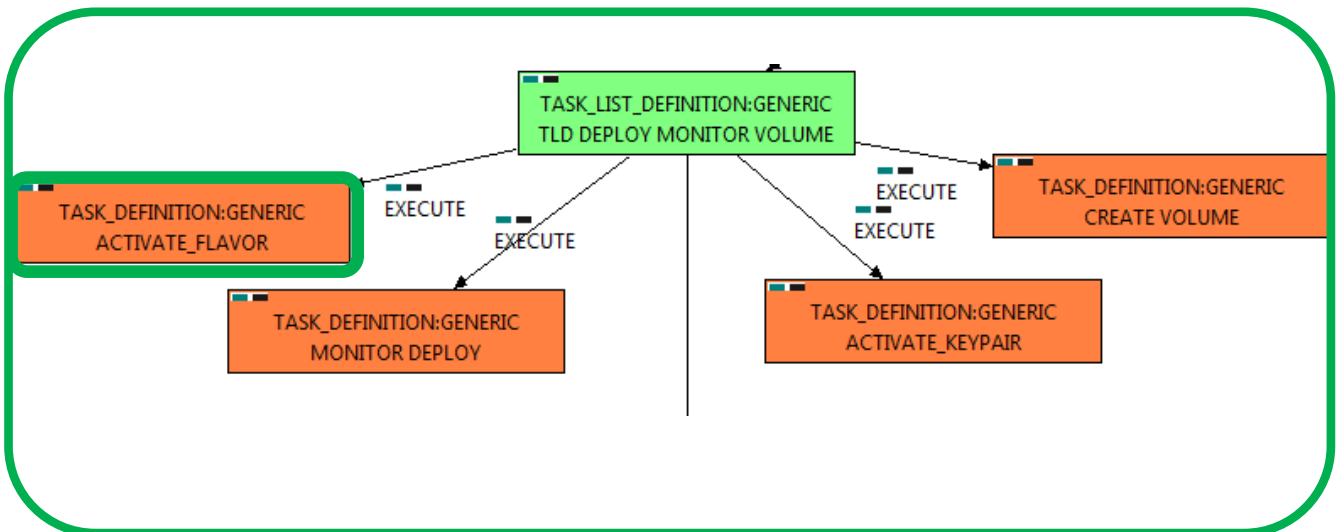 TASK_LIST_DEFINITION:GENERIC
TLD DEPLOY MONITOR VOLUME
EXECUTE
EXECUTE
EXECUTE
EXECUTE
TASK_DEFINITION:GENERIC
CREATE VOLUME
TASK_DEFINITION:GENERIC
ACTIVATE_FLAVOR
TASK_DEFINITION:GENERIC
MONITOR DEPLOY
TASK_DEFINITION:GENERIC
ACTIVATE_KEYPAIR